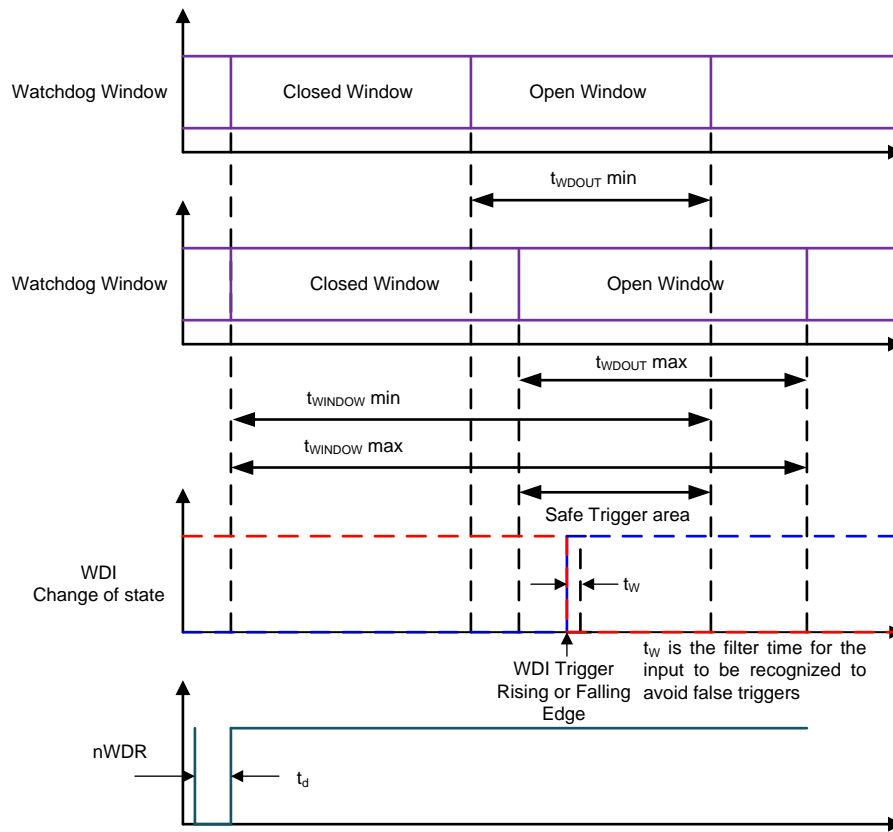 Watchdog Window
Closed Window
Open Window
tWDOUT min
Watchdog Window
Closed Window
Open Window
tWDOUT max
tWINDOW min
tWINDOW max
Safe Trigger area
WDI
Change of state
tW
WDI Trigger
Rising or Falling
Edge
tW is the filter time for the
input to be recognized to
avoid false triggers
nWDR
td